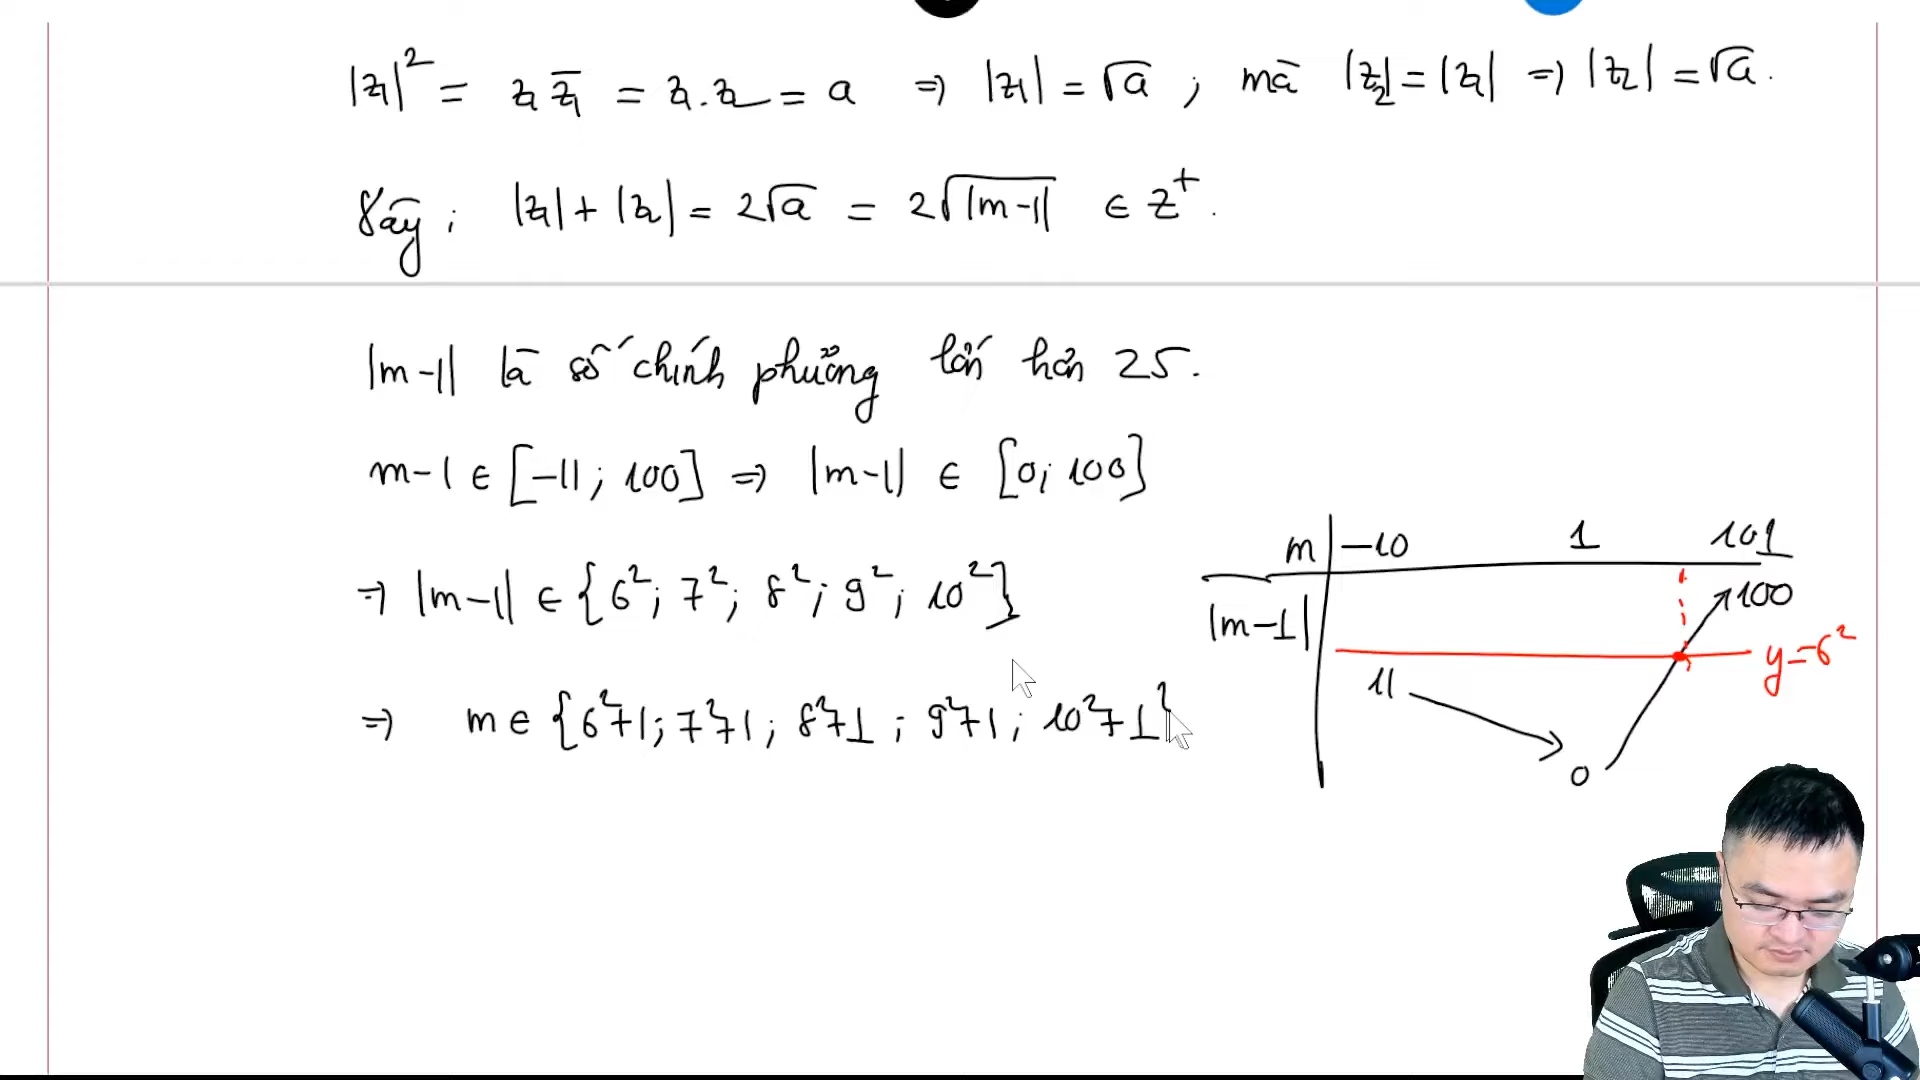 |z₁|² = z₁z̄₁ = z₁.z₂ = a ⇒ |z₁| = √a ; mà |z₂| = |z₁| ⇒ |z₂| = √a.
Vậy : |z₁| + |z₂| = 2√a = 2√|m-1| ∈ Z⁺.
|m-1| là số chính phương lớn hơn 25.
m-1 ∈ [-11; 100] ⇒ |m-1| ∈ [0; 100]
⇒ |m-1| ∈ {6²; 7²; 8²; 9²; 10²}
⇒ m ∈ {6²+1; 7²+1; 8²+1; 9²+1; 10²+1}
m -10 1 101
|m-1| 100
y=6²
11
0